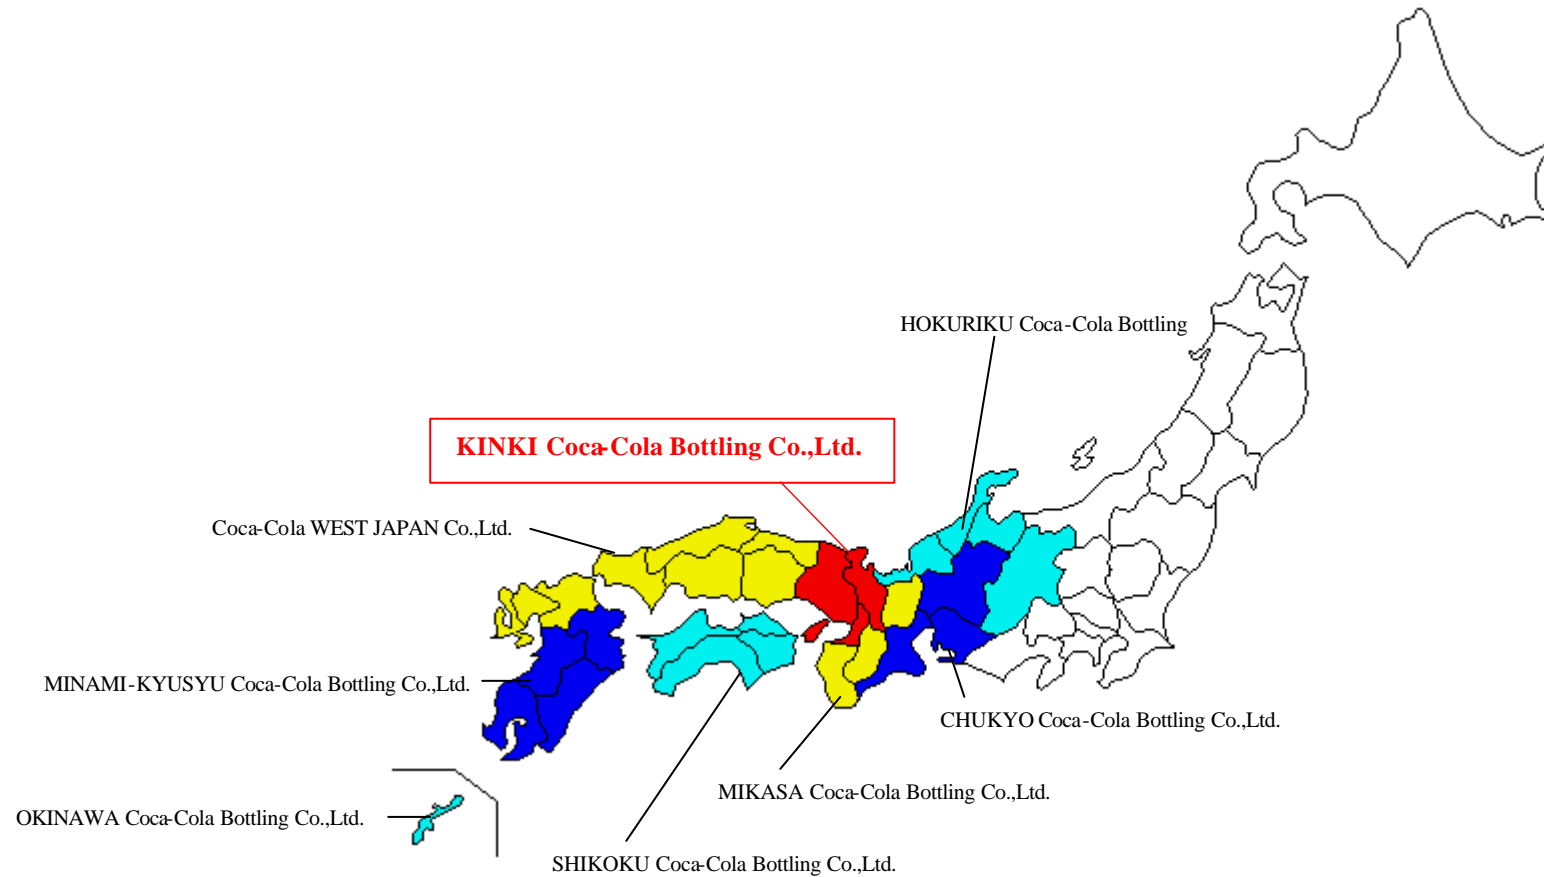 HOKURIKU Coca-Cola Bottling
KINKI Coca-Cola Bottling Co.,Ltd.
Coca-Cola WEST JAPAN Co.,Ltd.
MINAMI-KYUSYU Coca-Cola Bottling Co.,Ltd.
CHUKYO Coca-Cola Bottling Co.,Ltd.
MIKASA Coca-Cola Bottling Co.,Ltd.
OKINAWA Coca-Cola Bottling Co.,Ltd.
SHIKOKU Coca-Cola Bottling Co.,Ltd.